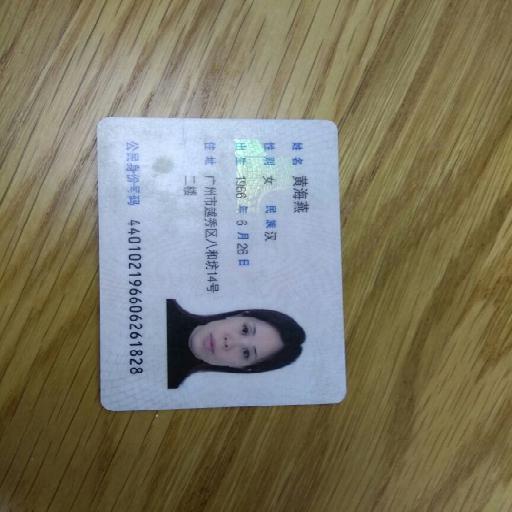 姓名 黄海燕
性别 女 民族 汉
出生 1966 年 6 月 26 日
住址 广州市越秀区八和坊14号
二楼
公民身份号码 440102196606261828